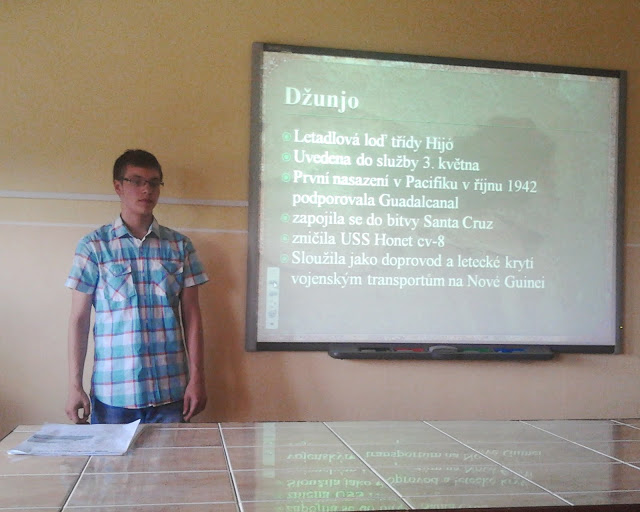 Džunjo
Letadlová loď třídy Hijó
Uvedena do služby 3. května
První nasazení v Pacifiku v říjnu 1942
podporovala Guadalcanal
zapojila se do bitvy Santa Cruz
zničila USS Honet cv-8
Sloužila jako doprovod a letecké krytí
vojenským transportúm na Nové Guinei